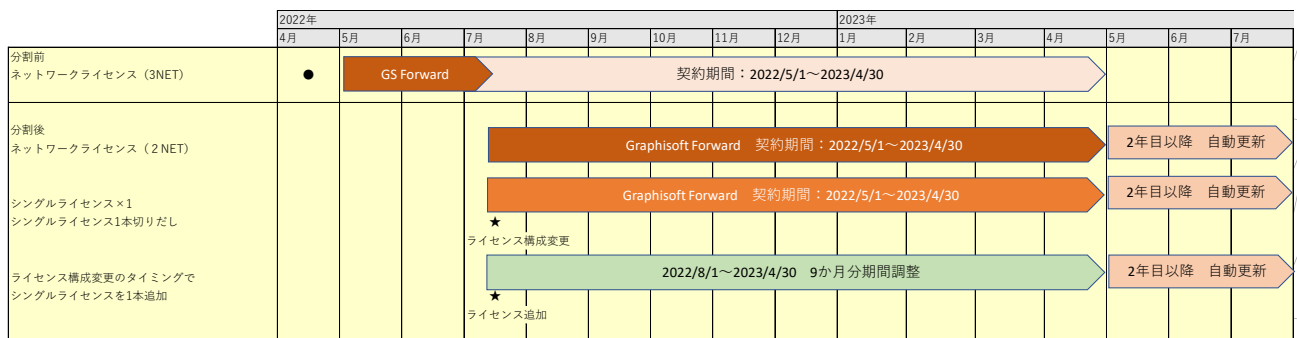 2022年 2023年
4月 5月 6月 7月 8月 9月 10月 11月 12月 1月 2月 3月 4月 5月 6月 7月
分割前
ネットワークライセンス（3NET）
● GS Forward 契約期間：2022/5/1～2023/4/30
分割後
ネットワークライセンス（２NET）
Graphisoft Forward　契約期間：2022/5/1～2023/4/30 2年目以降　自動更新
シングルライセンス×1
シングルライセンス1本切りだし
Graphisoft Forward　契約期間：2022/5/1～2023/4/30 2年目以降　自動更新
★
ライセンス構成変更
ライセンス構成変更のタイミングで
シングルライセンスを1本追加
2022/8/1～2023/4/30　9か月分期間調整 2年目以降　自動更新
★
ライセンス追加